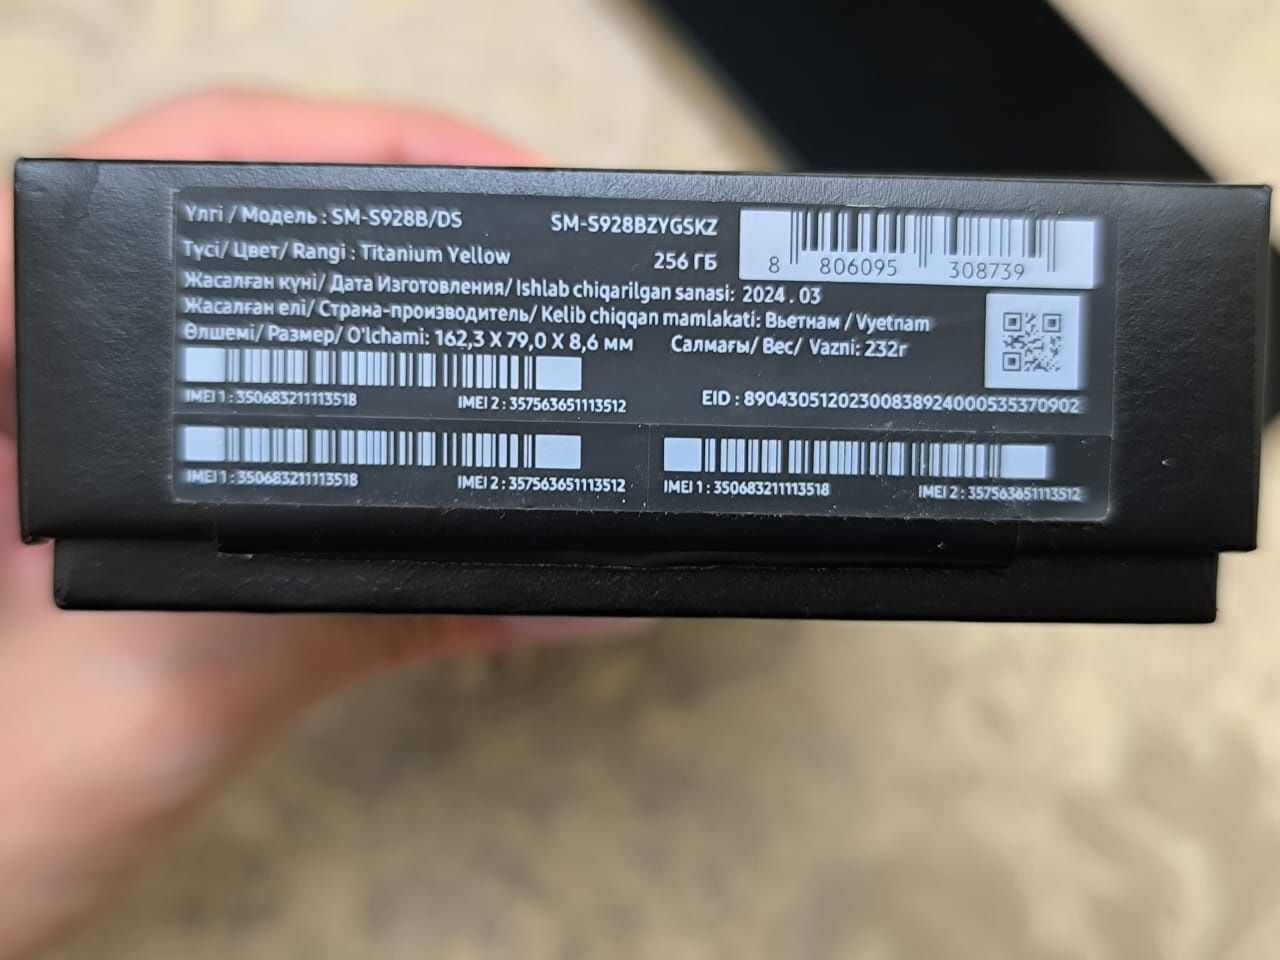 Үлгі / Модель : SM-S928B/DS SM-S928BZYGSKZ
Түсі/ Цвет/ Rangi : Titanium Yellow 256 ГБ
8 806095 308739
Жасалған күні/ Дата Изготовления/ Ishlab chiqarilgan sanasi: 2024 . 03
Жасалған елі/ Страна-производитель/ Kelib chiqqan mamlakati: Вьетнам / Vyetnam
Өлшемі/ Размер/ O'lchami: 162,3 X 79,0 X 8,6 мм Салмағы/ Вес/ Vazni: 232г
IMEI 1 : 350683211113518 IMEI 2 : 357563651113512 EID : 89043051202300838924000535370902
IMEI 1 : 350683211113518 IMEI 2 : 357563651113512 IMEI 1 : 350683211113518 IMEI 2 : 357563651113512